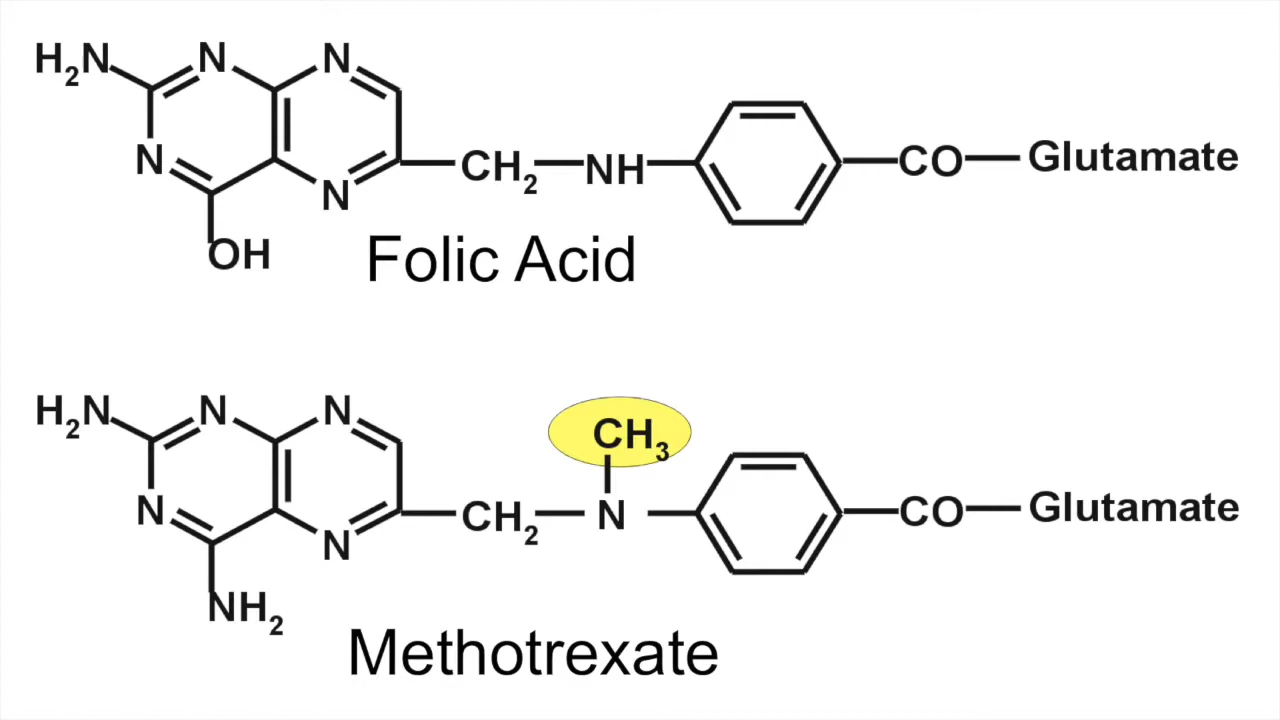 H₂N N N
N N CH₂ NH CO Glutamate
OH Folic Acid
CH₃
H₂N N N
N N CH₂ N CO Glutamate
NH₂
Methotrexate